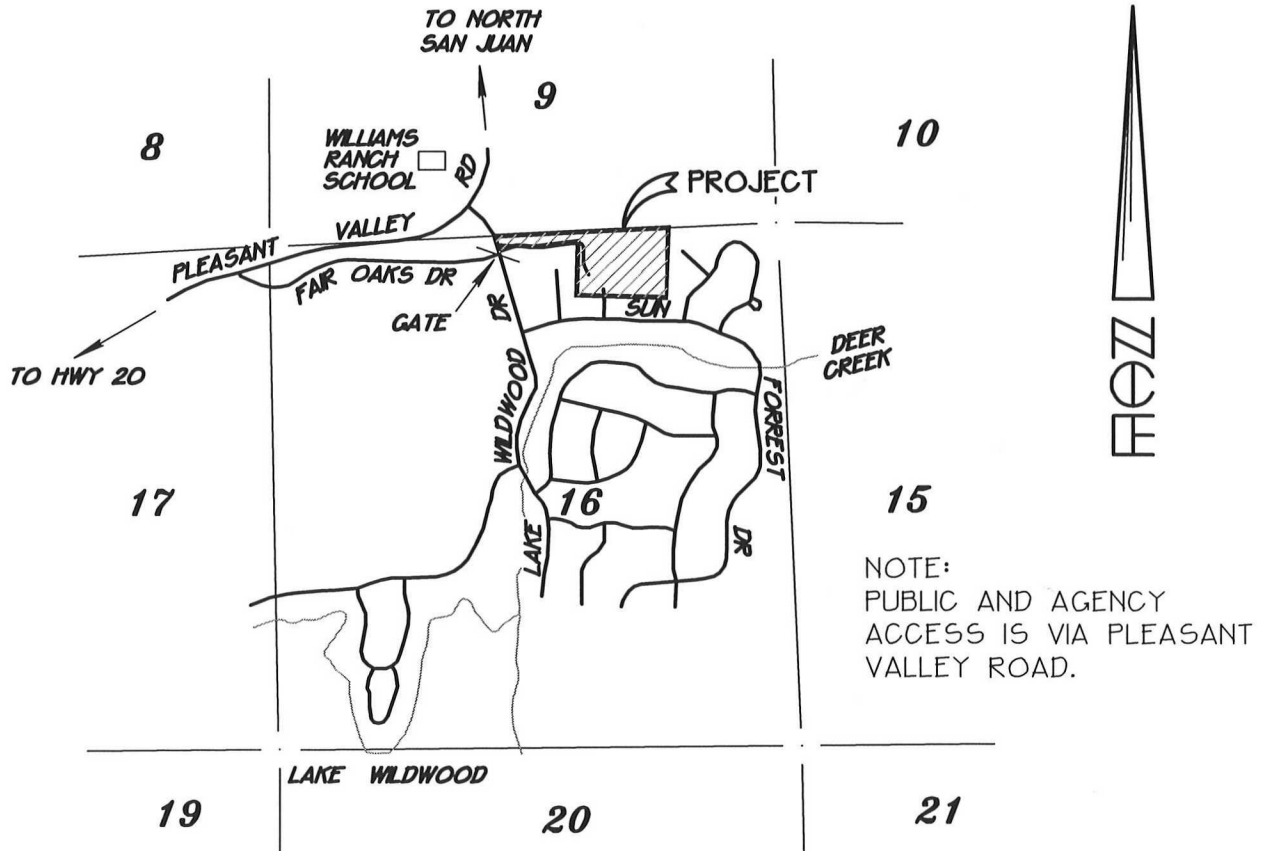 TO NORTH
SAN JUAN
9
8
10
WILLIAMS
RANCH
SCHOOL
RD
PROJECT
VALLEY
PLEASANT
FAIR OAKS DR
GATE
DR
SUN
TO HWY 20
DEER
CREEK
WILDWOOD
FORREST
17
16
15
LAKE
DR
NOTE:
PUBLIC AND AGENCY
ACCESS IS VIA PLEASANT
VALLEY ROAD.
LAKE WILDWOOD
19
20
21